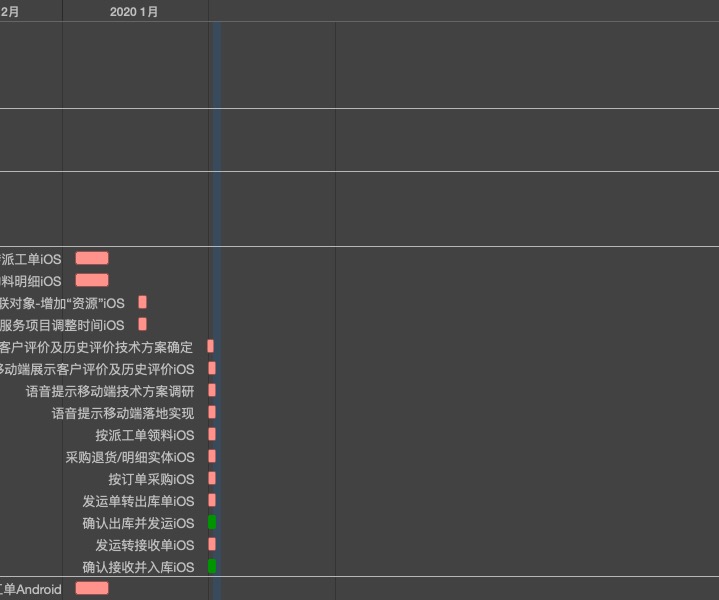 2月
2020 1月
派工单iOS
料明细iOS
联对象-增加“资源”iOS
服务项目调整时间iOS
客户评价及历史评价技术方案确定
移动端展示客户评价及历史评价iOS
语音提示移动端技术方案调研
语音提示移动端落地实现
按派工单领料iOS
采购退货/明细实体iOS
按订单采购iOS
发运单转出库单iOS
确认出库并发运iOS
发运转接收单iOS
确认接收并入库iOS
工单Android